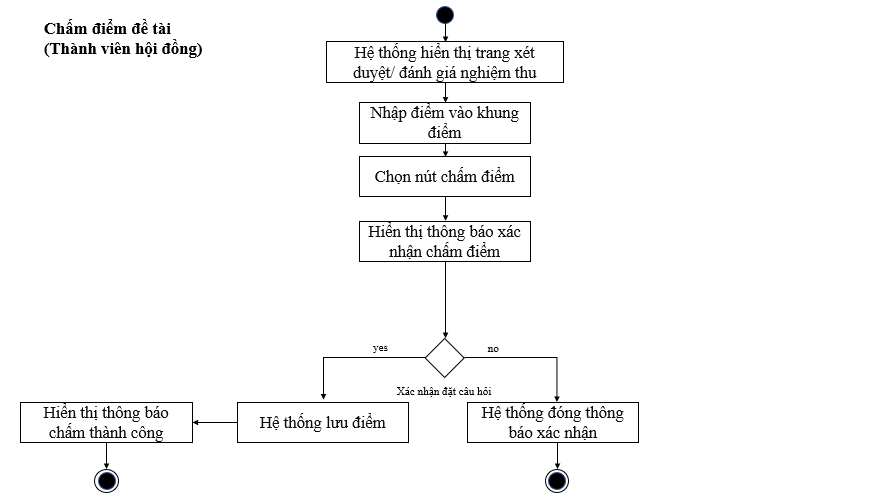 Chấm điểm đề tài
(Thành viên hội đồng)
Hệ thống hiển thị trang xét
duyệt/ đánh giá nghiệm thu
Nhập điểm vào khung
điểm
Chọn nút chấm điểm
Hiển thị thông báo xác
nhận chấm điểm
yes
no
Xác nhận đặt câu hỏi
Hiển thị thông báo
chấm thành công
Hệ thống lưu điểm
Hệ thống đóng thông
báo xác nhận